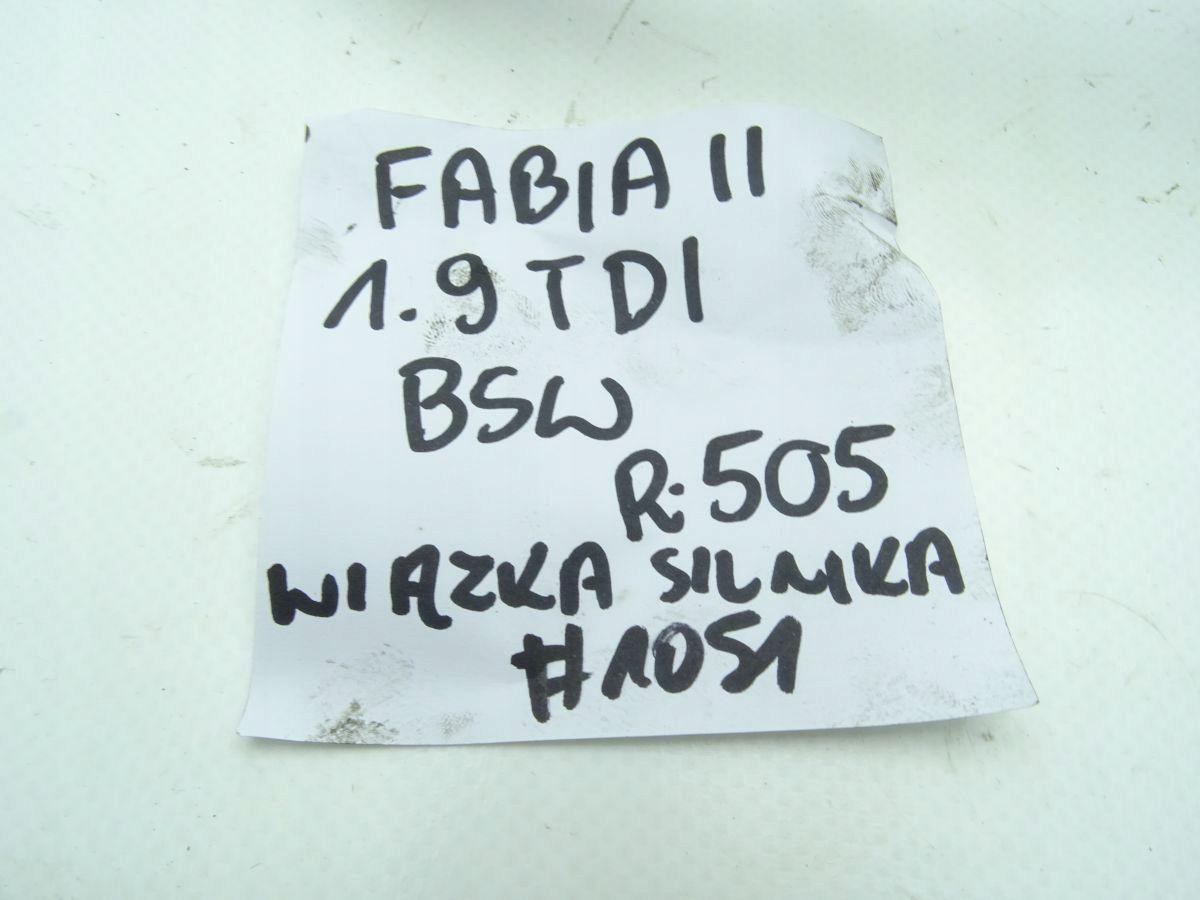 FABIA II
1.9 TDI
BSW
R:505
WIĄZKA SILNIKA
#1051